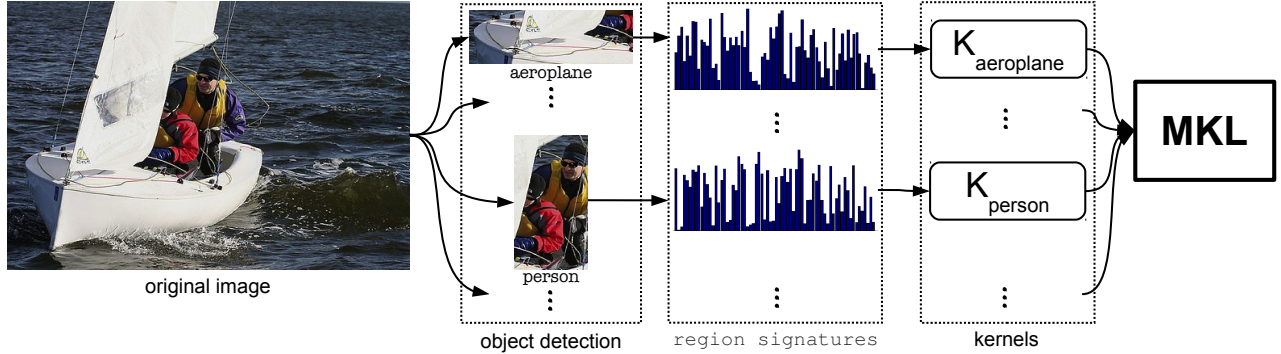 aeroplane
person
original image
object detection
region signatures
K aeroplane
K person
kernels
MKL